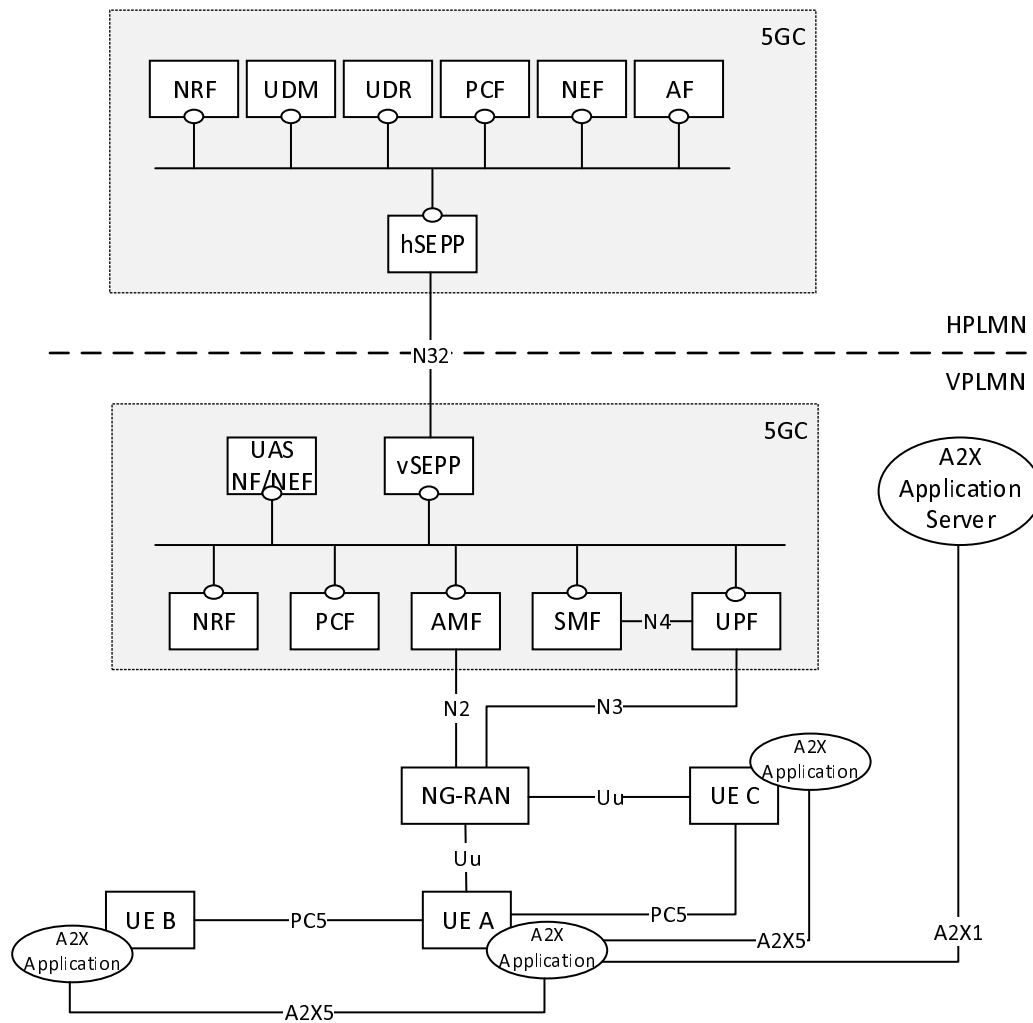 5GC
NRF
UDM
UDR
PCF
NEF
AF
hSEPP
HPLMN
N32
VPLMN
5GC
UAS
NF/NEF
vSEPP
A2X
Application
Server
NRF
PCF
AMF
SMF
N4
UPF
N2
N3
A2X
Application
NG-RAN
Uu
UE C
Uu
UE B
PC5
UE A
PC5
A2X
Application
A2X
Application
A2X5
A2X1
A2X5